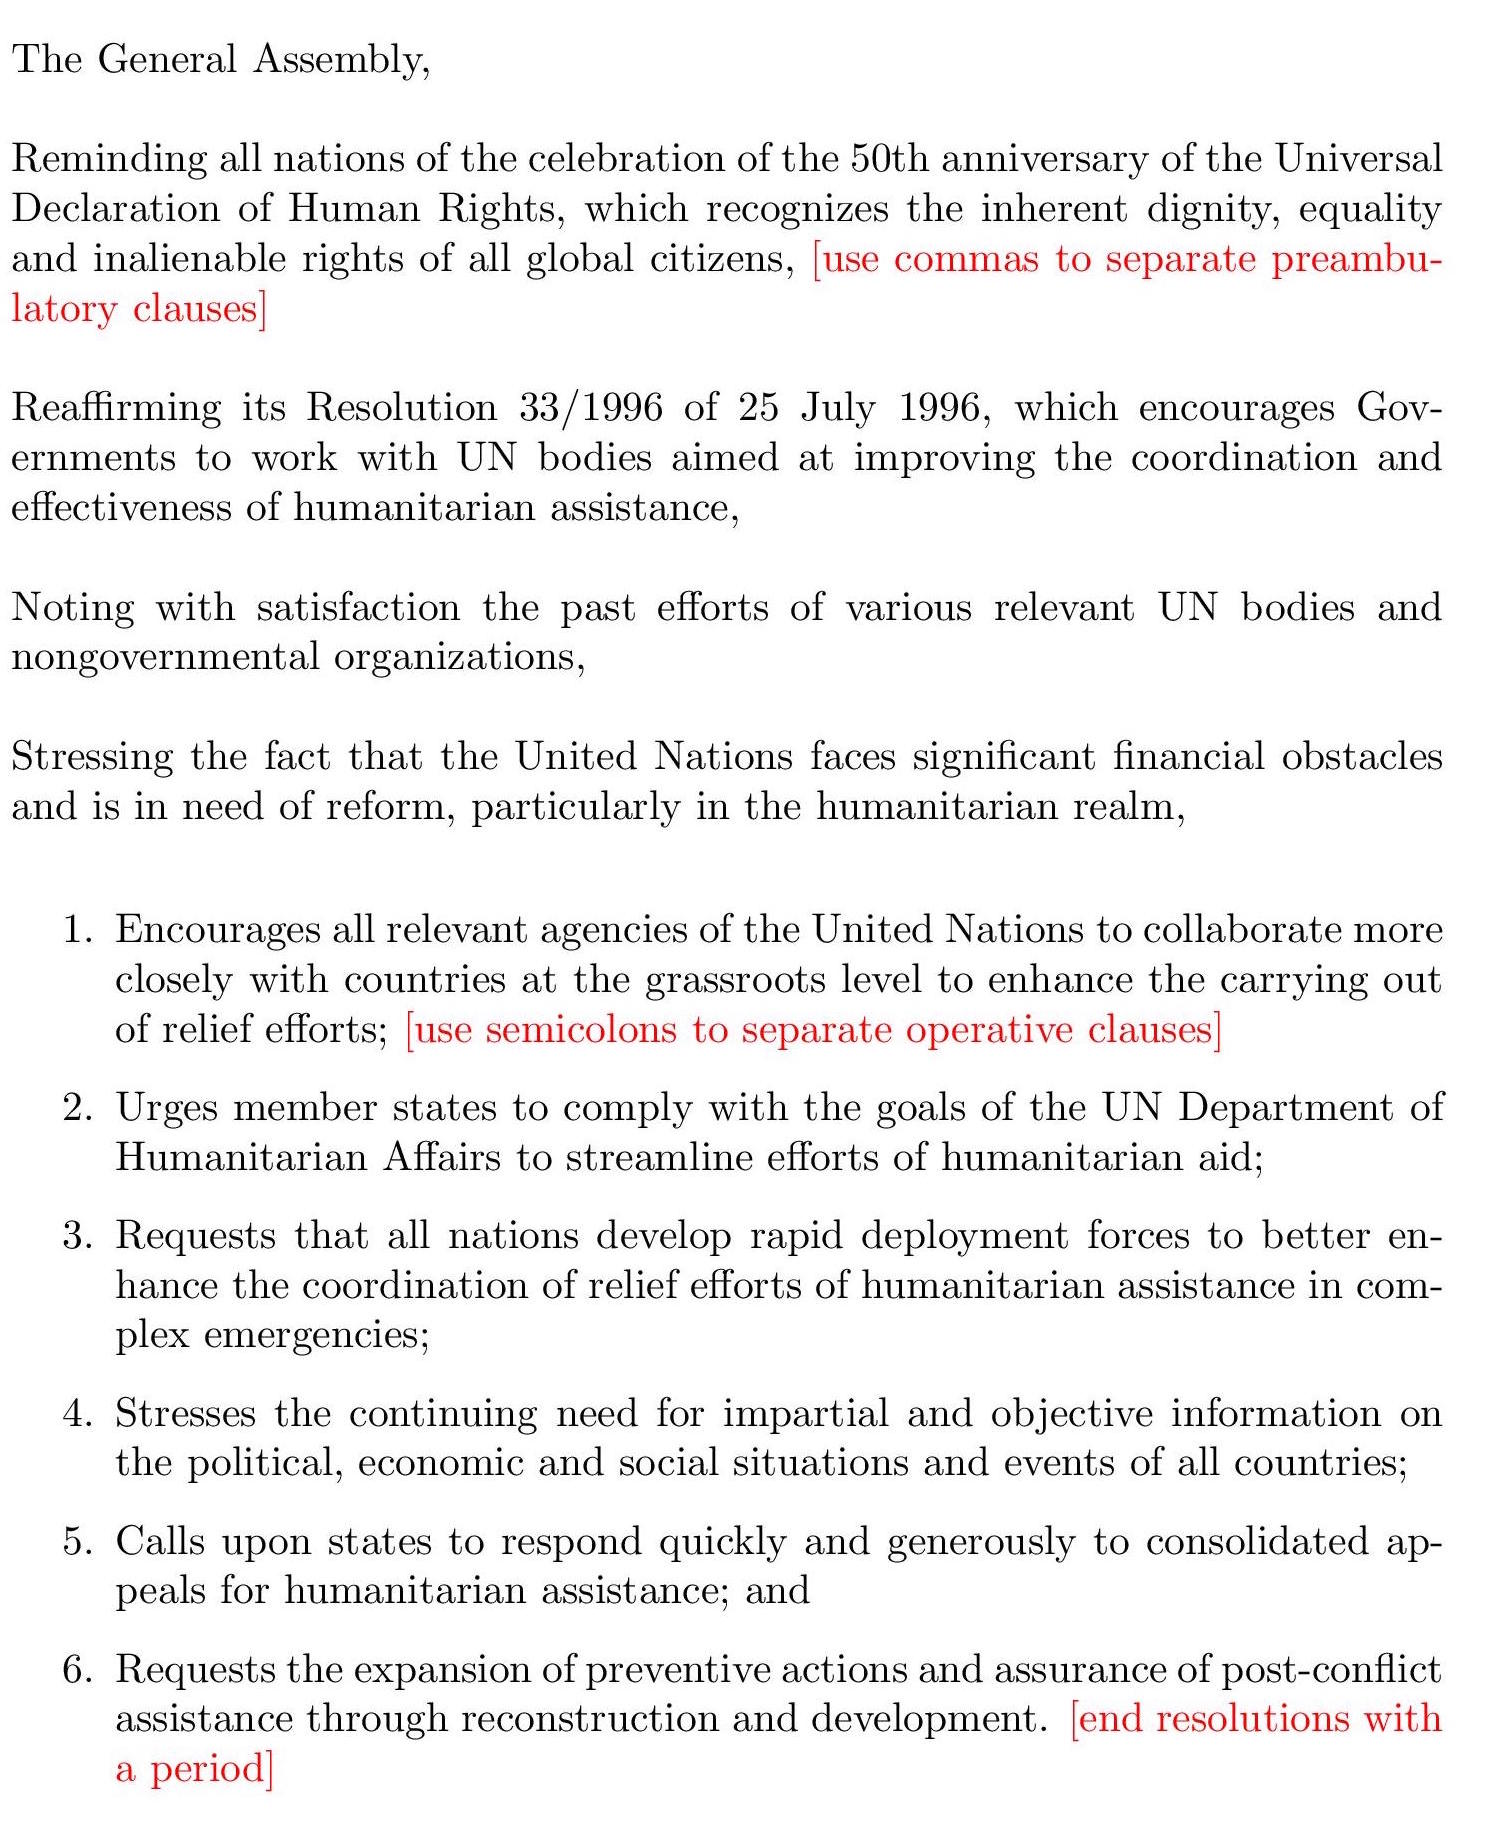 The General Assembly,
Reminding all nations of the celebration of the 50th anniversary of the Universal
Declaration of Human Rights, which recognizes the inherent dignity, equality
and inalienable rights of all global citizens, [use commas to separate preambu-
latory clauses]
Reaffirming its Resolution 33/1996 of 25 July 1996, which encourages Gov-
ernments to work with UN bodies aimed at improving the coordination and
effectiveness of humanitarian assistance,
Noting with satisfaction the past efforts of various relevant UN bodies and
nongovernmental organizations,
Stressing the fact that the United Nations faces significant financial obstacles
and is in need of reform, particularly in the humanitarian realm,
1. Encourages all relevant agencies of the United Nations to collaborate more
closely with countries at the grassroots level to enhance the carrying out
of relief efforts; [use semicolons to separate operative clauses]
2. Urges member states to comply with the goals of the UN Department of
Humanitarian Affairs to streamline efforts of humanitarian aid;
3. Requests that all nations develop rapid deployment forces to better en-
hance the coordination of relief efforts of humanitarian assistance in com-
plex emergencies;
4. Stresses the continuing need for impartial and objective information on
the political, economic and social situations and events of all countries;
5. Calls upon states to respond quickly and generously to consolidated ap-
peals for humanitarian assistance; and
6. Requests the expansion of preventive actions and assurance of post-conflict
assistance through reconstruction and development. [end resolutions with
a period]